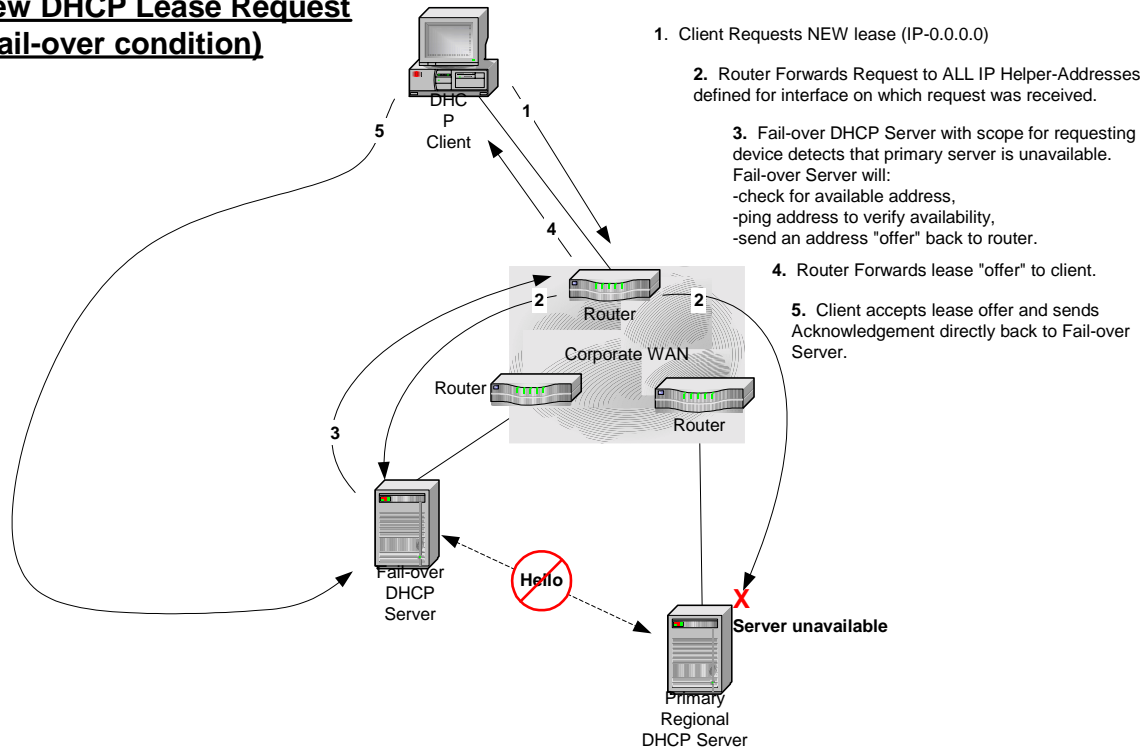 ew DHCP Lease Request
ail-over condition)
1. Client Requests NEW lease (IP-0.0.0.0)
2. Router Forwards Request to ALL IP Helper-Addresses
defined for interface on which request was received.
3. Fail-over DHCP Server with scope for requesting
device detects that primary server is unavailable.
Fail-over Server will:
-check for available address,
-ping address to verify availability,
-send an address "offer" back to router.
4. Router Forwards lease "offer" to client.
5. Client accepts lease offer and sends
Acknowledgement directly back to Fail-over
Server.
DHC
P
Client
1
5
4
2
2
Router
Corporate WAN
Router
Router
3
Fail-over
DHCP
Server
Hello
X
Server unavailable
Primary
Regional
DHCP Server